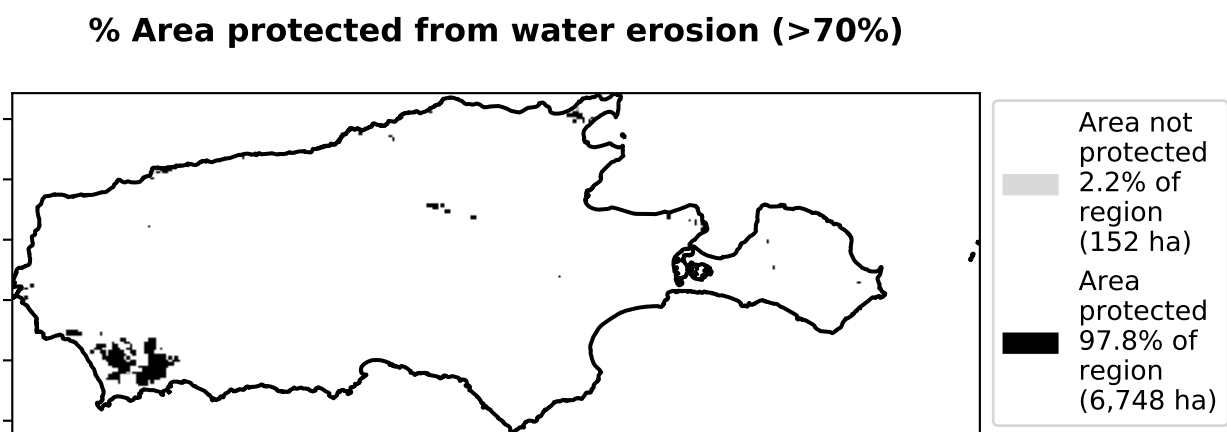 % Area protected from water erosion (>70%)
Area not
protected
2.2% of
region
(152 ha)
Area
protected
97.8% of
region
(6,748 ha)